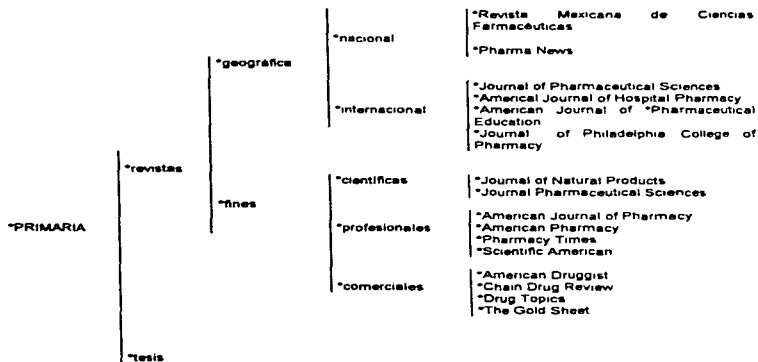 *PRIMARIA
*revistas
*geográfica
*nacional
*Revista Mexicana de Ciencias
Farmacéuticas
*Pharma News
*internacional
*Journal of Pharmaceutical Sciences
*Americal Journal of Hospital Pharmacy
*American Journal of *Pharmaceutical
Education
*Journal of Philadelphia College of
Pharmacy
*fines
*científicas
*Journal of Natural Products
*Journal Pharmaceutical Sciences
*profesionales
*American Journal of Pharmacy
*American Pharmacy
*Pharmacy Times
*Scientific American
*comerciales
*American Druggist
*Chain Drug Review
*Drug Topics
*The Gold Sheet
*tesis